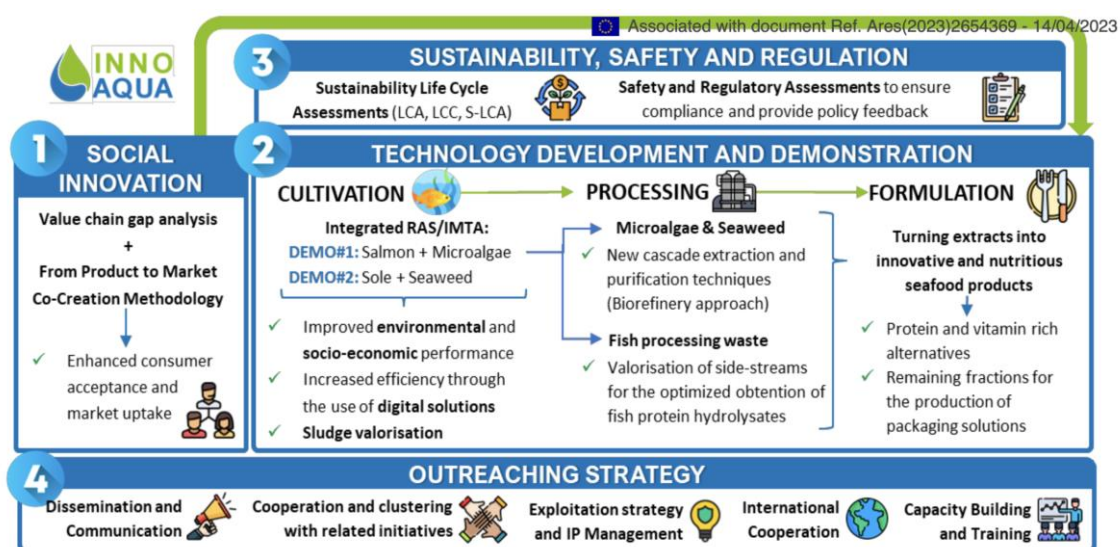 Associated with document Ref. Ares(2023)2654369 - 14/04/2023
INNO
AQUA
3
SUSTAINABILITY, SAFETY AND REGULATION
Sustainability Life Cycle
Assessments (LCA, LCC, S-LCA)
Safety and Regulatory Assessments to ensure
compliance and provide policy feedback
1
SOCIAL
INNOVATION
Value chain gap analysis
+
From Product to Market
Co-Creation Methodology
✓ Enhanced consumer
acceptance and
market uptake
2
TECHNOLOGY DEVELOPMENT AND DEMONSTRATION
CULTIVATION
Integrated RAS/IMTA:
DEMO#1: Salmon + Microalgae
DEMO#2: Sole + Seaweed
✓ Improved environmental and
socio-economic performance
✓ Increased efficiency through
the use of digital solutions
✓ Sludge valorisation
PROCESSING
Microalgae & Seaweed
✓ New cascade extraction and
purification techniques
(Biorefinery approach)
Fish processing waste
✓ Valorisation of side-streams
for the optimized obtention of
fish protein hydrolysates
FORMULATION
Turning extracts into
innovative and nutritious
seafood products
✓ Protein and vitamin rich
alternatives
✓ Remaining fractions for
the production of
packaging solutions
4
OUTREACHING STRATEGY
Dissemination and
Communication
Cooperation and clustering
with related initiatives
Exploitation strategy
and IP Management
International
Cooperation
Capacity Building
and Training